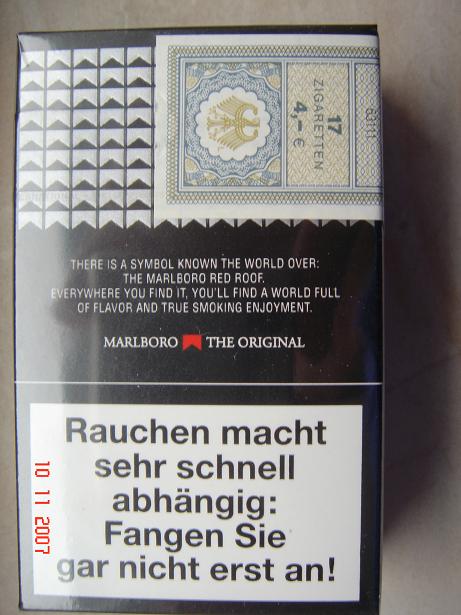 17
ZIGARETTEN
4,– €
THERE IS A SYMBOL KNOWN THE WORLD OVER:
THE MARLBORO RED ROOF.
EVERYWHERE YOU FIND IT, YOU'LL FIND A WORLD FULL
OF FLAVOR AND TRUE SMOKING ENJOYMENT.
MARLBORO THE ORIGINAL
Rauchen macht
sehr schnell
abhängig:
Fangen Sie
gar nicht erst an!
10 11 2007